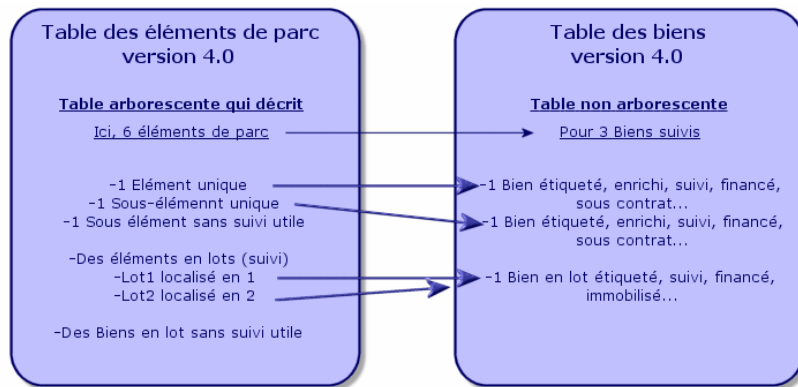 Table des éléments de parc
version 4.0
Table arborescente qui décrit
Ici, 6 éléments de parc
-1 Elément unique
-1 Sous-élémennt unique
-1 Sous élément sans suivi utile
-Des éléments en lots (suivi)
-Lot1 localisé en 1
-Lot2 localisé en 2
-Des Biens en lot sans suivi utile
Table des biens
version 4.0
Table non arborescente
Pour 3 Biens suivis
-1 Bien étiqueté, enrichi, suivi, financé,
sous contrat...
-1 Bien étiqueté, enrichi, suivi, financé,
sous contrat...
-1 Bien en lot étiqueté, suivi, financé,
immobilisé...